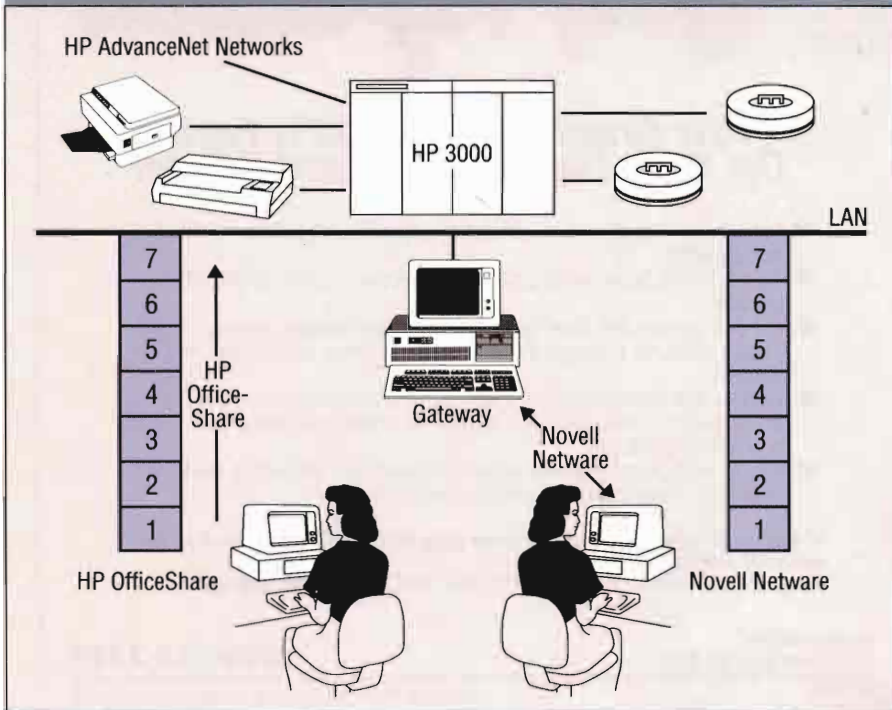 HP AdvanceNet Networks
HP 3000
LAN
7
6
5
4
3
2
1
HP
Office-
Share
Gateway
Novell
Netware
7
6
5
4
3
2
1
HP OfficeShare
Novell Netware